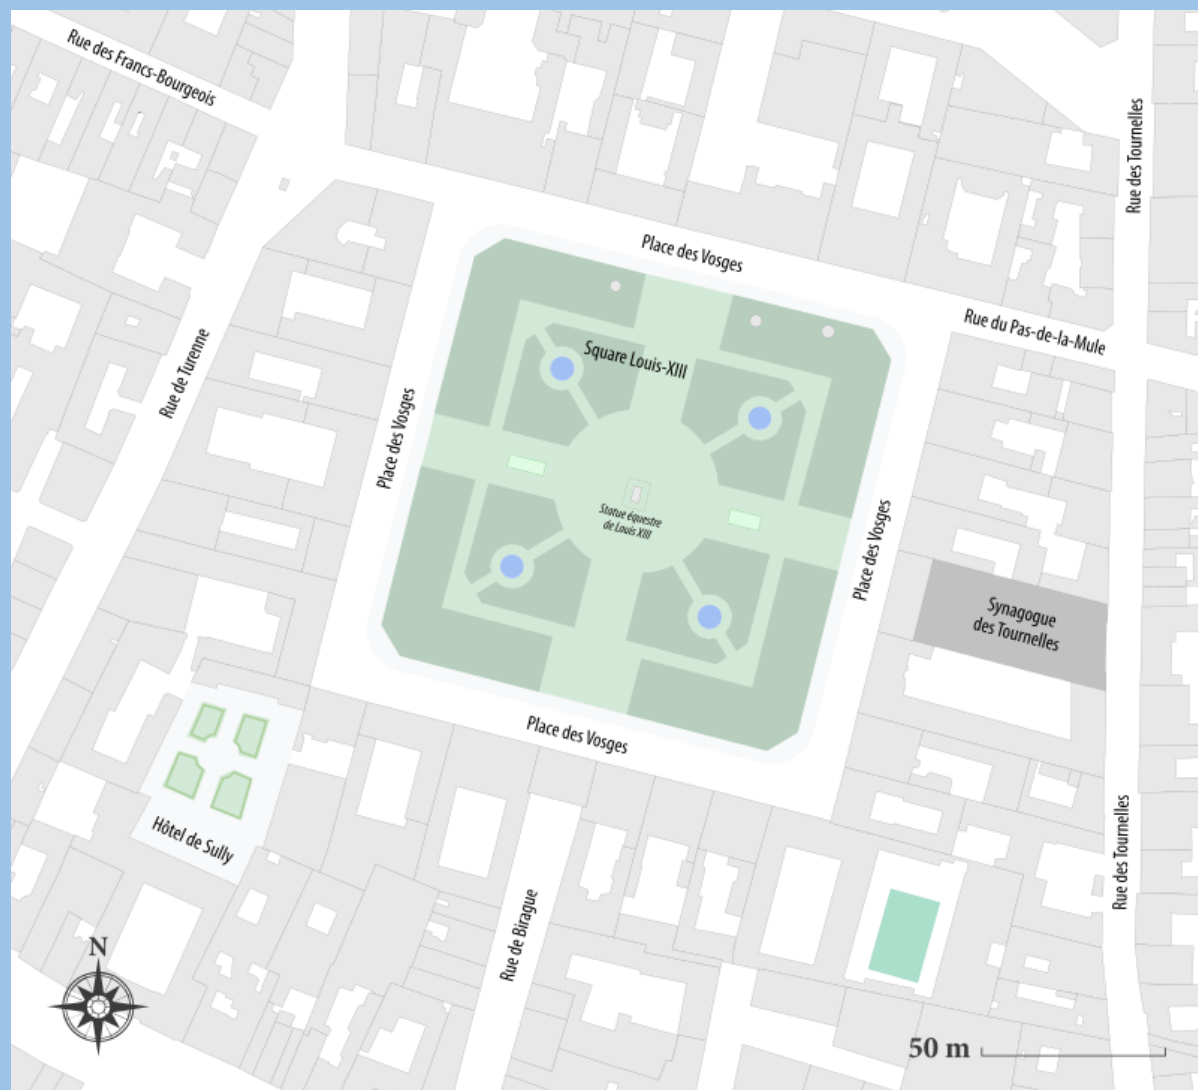 Rue des Francs-Bourgeois
Rue des Tournelles
Place des Vosges
Rue du Pas-de-la-Mule
Square Louis-XIII
Rue de Turenne
Place des Vosges
Statue équestre
de Louis XIII
Place des Vosges
Synagogue
des Tournelles
Place des Vosges
Hôtel de Sully
Rue des Tournelles
Rue de Birague
N
50 m